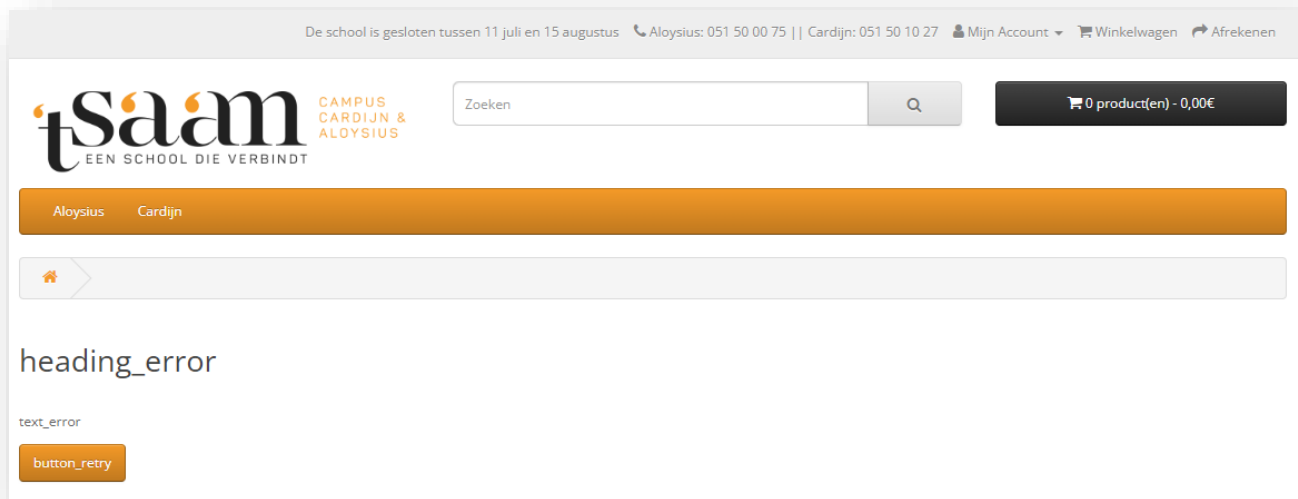 De school is gesloten tussen 11 juli en 15 augustus Aloysius: 051 50 00 75 || Cardijn: 051 50 10 27 Mijn Account Winkelwagen Afrekenen
'tsa'a'm
EEN SCHOOL DIE VERBINDT
CAMPUS
CARDIJN &
ALOYSIUS
Zoeken
0 product(en) - 0,00€
Aloysius Cardijn
heading_error
text_error
button_retry